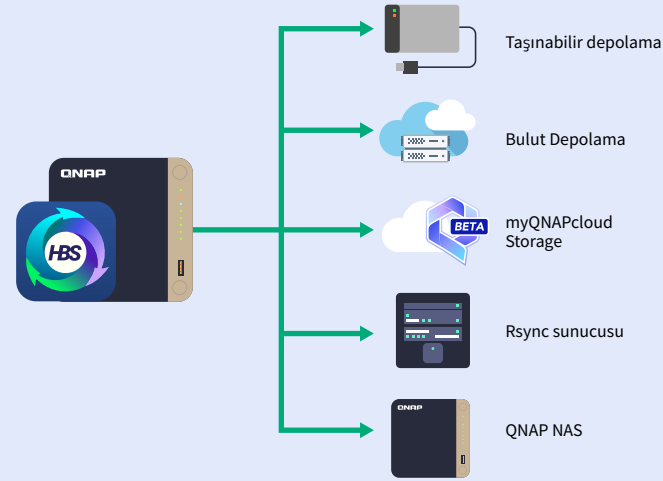 Taşınabilir depolama
Bulut Depolama
QNAP
HBS
BETA
myQNAPcloud
Storage
Rsync sunucusu
QNAP
QNAP NAS